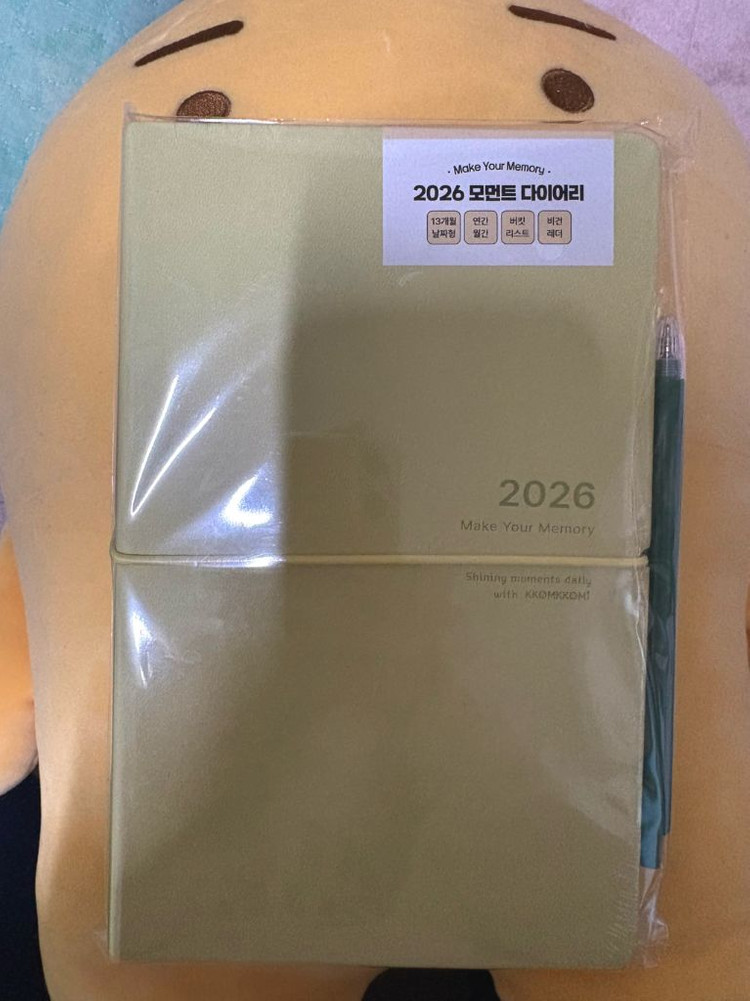 · Make Your Memory ·
2026 모먼트 다이어리
13개월 연간 버킷 비건
날짜형 월간 리스트 레더
2026
Make Your Memory
Shining moments daily
with KKOMKKOMI